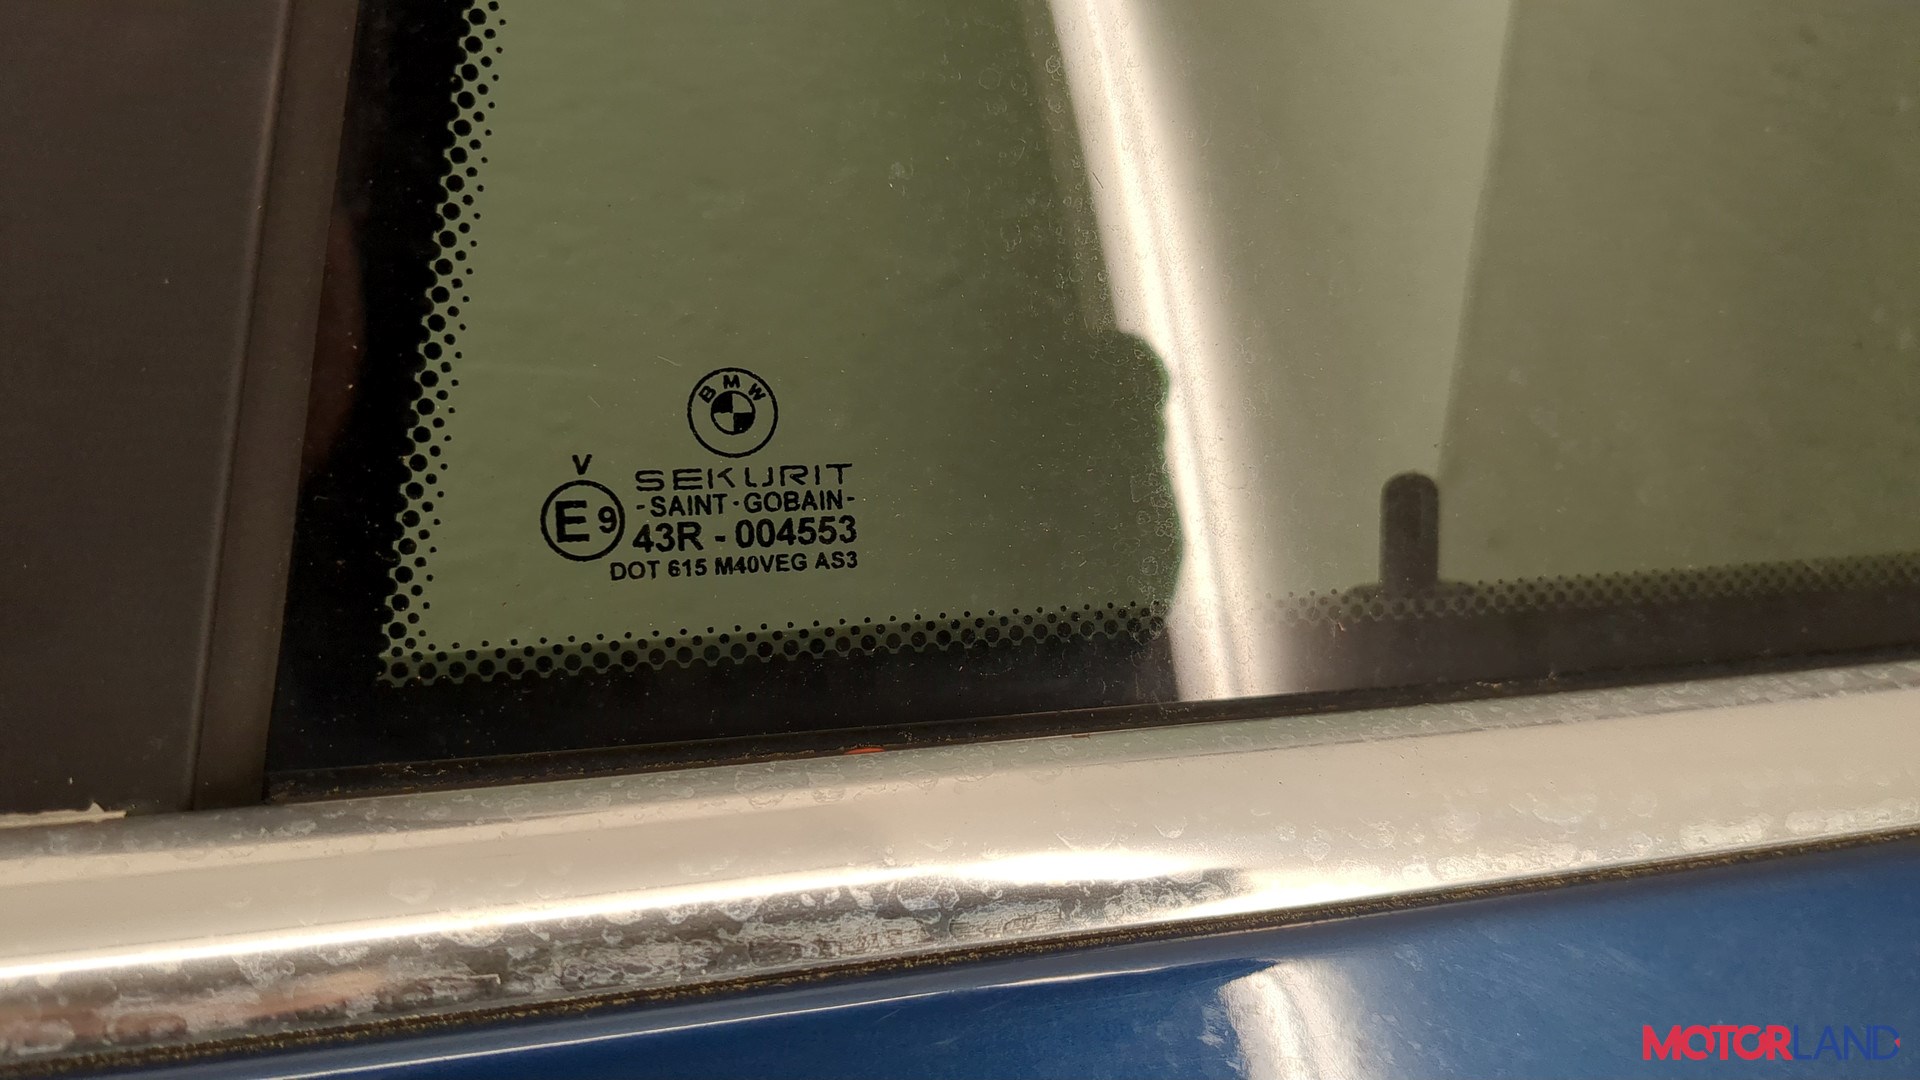 BMW
SEKURIT
V
E9
-SAINT·GOBAIN-
43R - 004553
DOT 615 M40VEG AS3
MOTORLAND